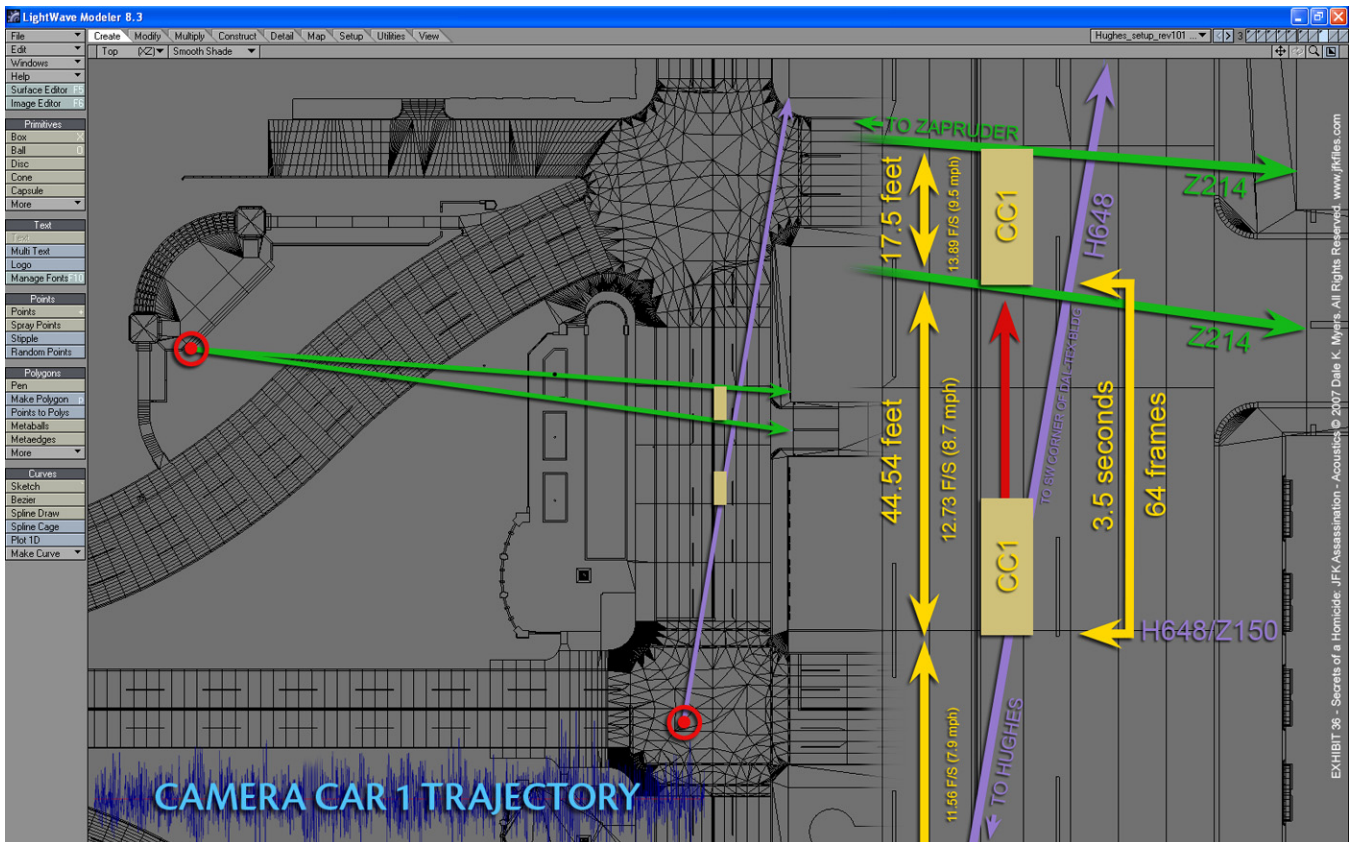 LightWave Modeler 8.3
File
Edit
Windows
Help
Surface Editor F5
Image Editor F6
Primitives
Box X
Ball O
Disc
Cone
Capsule
More
Text
Text
Multi Text
Logo
Manage Fonts F10
Points
Points +
Spray Points
Stipple
Random Points
Polygons
Pen
Make Polygon p
Points to Polys
Metaballs
Metaedges
More
Curves
Sketch
Bezier
Spline Draw
Spline Cage
Plot 1D
Make Curve
Create Modify Multiply Construct Detail Map Setup Utilities View
Hughes_setup_rev101 ... 3
Top (XZ) Smooth Shade
TO ZAPRUDER
Z214
17.5 feet
13.89 F/S (9.5 mph)
CC1
H648
Z214
44.54 feet
12.73 F/S (8.7 mph)
TO SW CORNER OF DAL-TEX BLDG
3.5 seconds
64 frames
CC1
H648/Z150
11.56 F/S (7.9 mph)
TO HUGHES
CAMERA CAR 1 TRAJECTORY
EXHIBIT 36 - Secrets of a Homicide: JFK Assassination - Acoustics © 2007 Dale K. Myers. All Rights Reserved. www.jfkfiles.com